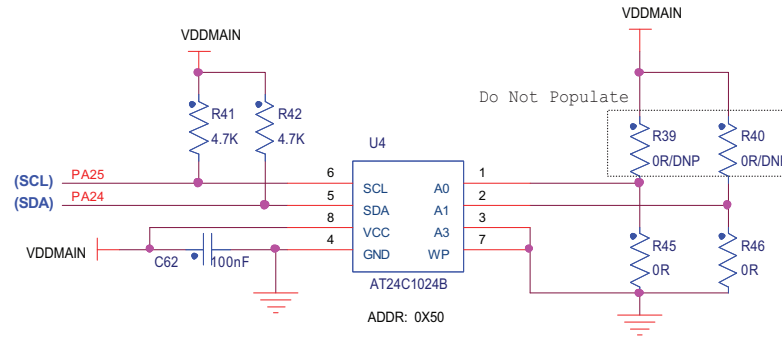 VDDMAIN
VDDMAIN
Do Not Populate
R41
4.7K
R42
4.7K
R39
0R/DNP
R40
0R/DN
U4
(SCL) PA25 6 SCL A0 1
(SDA) PA24 5 SDA A1 2
8 VCC A3 3
VDDMAIN 4 GND WP 7
C62 100nF
R45
0R
R46
0R
AT24C1024B
ADDR: 0X50